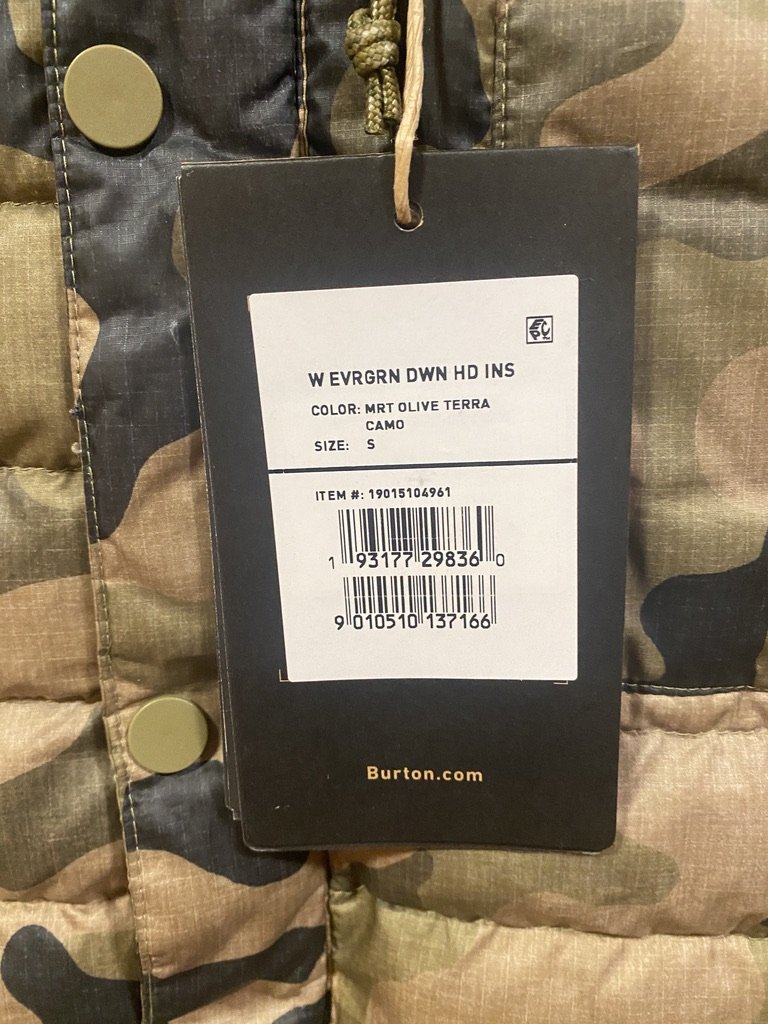 W EVRGRN DWN HD INS
COLOR: MRT OLIVE TERRA
CAMO
SIZE: S
ITEM #: 19015104961
1 93177 29836 0
9 010510 137166
Burton.com